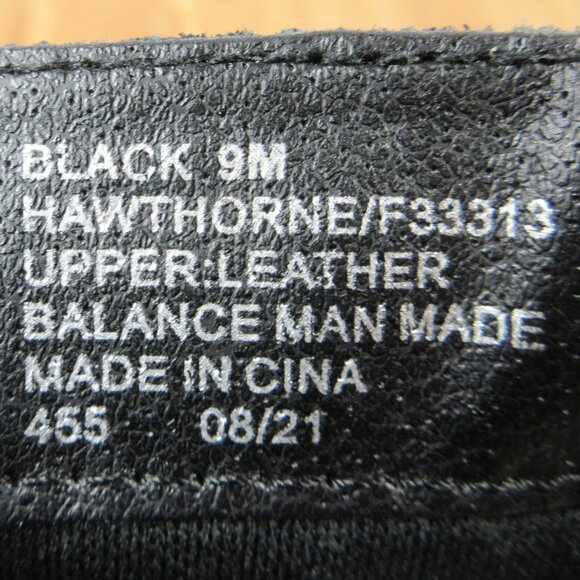 BLACK 9M
HAWTHORNE/F33313
UPPER:LEATHER
BALANCE MAN MADE
MADE IN CINA
455 08/21